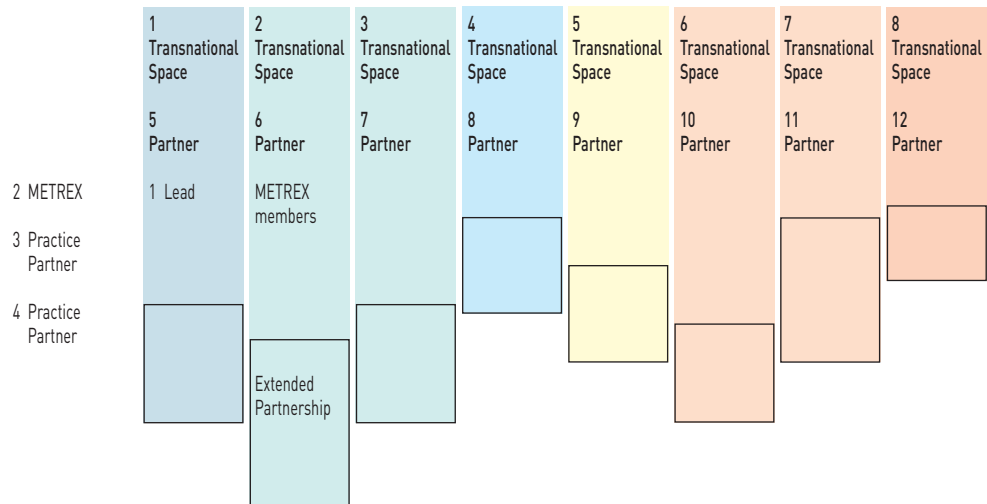 1
Transnational
Space
5
Partner
1 Lead
2
Transnational
Space
6
Partner
METREX
members
Extended
Partnership
3
Transnational
Space
7
Partner
4
Transnational
Space
8
Partner
5
Transnational
Space
9
Partner
6
Transnational
Space
10
Partner
7
Transnational
Space
11
Partner
8
Transnational
Space
12
Partner
2 METREX
3 Practice
Partner
4 Practice
Partner